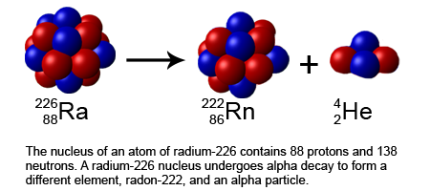 226
88Ra → 222
86Rn + 4
2He
The nucleus of an atom of radium-226 contains 88 protons and 138
neutrons. A radium-226 nucleus undergoes alpha decay to form a
different element, radon-222, and an alpha particle.